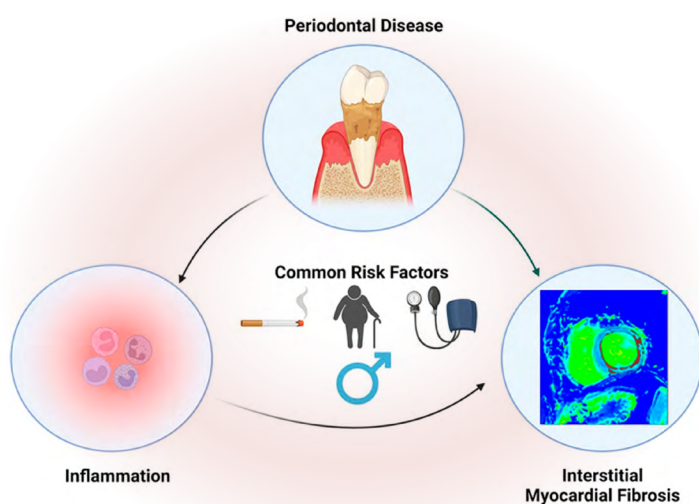 Periodontal Disease
Common Risk Factors
Inflammation
Interstitial
Myocardial Fibrosis